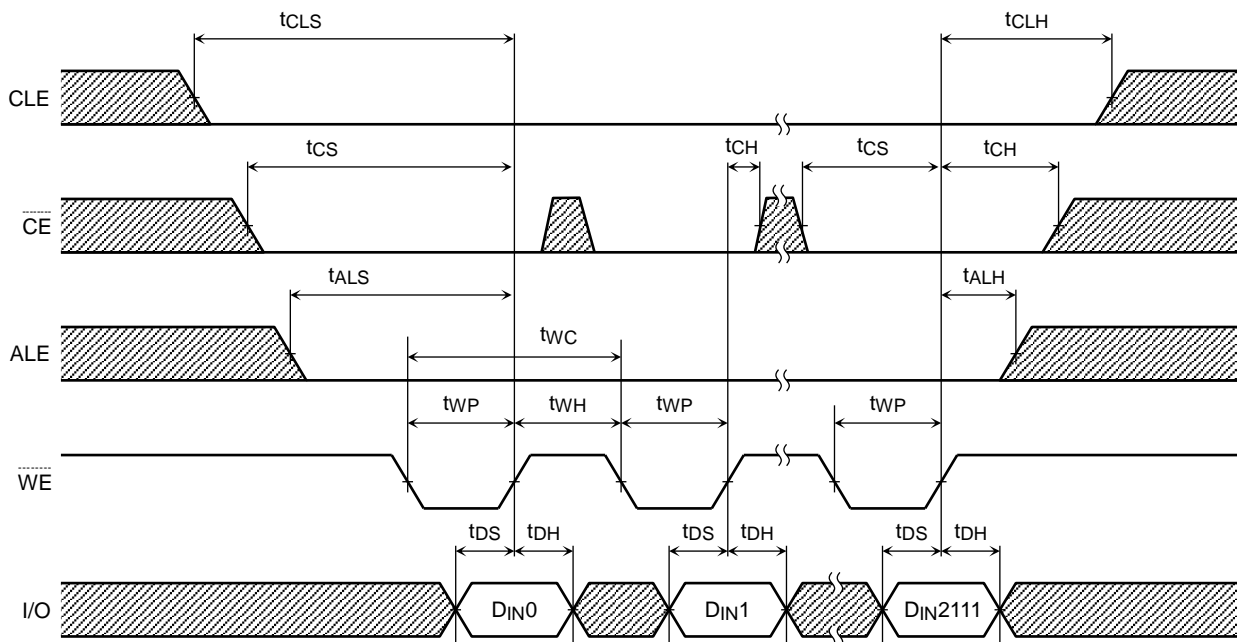 tCLS
tCLH
CLE
tCS
tCH
tCS
tCH
CE
tALS
tALH
tWC
ALE
tWP
tWH
tWP
tWP
WE
tDS
tDH
tDS
tDH
tDS
tDH
I/O
DIN0
DIN1
DIN2111